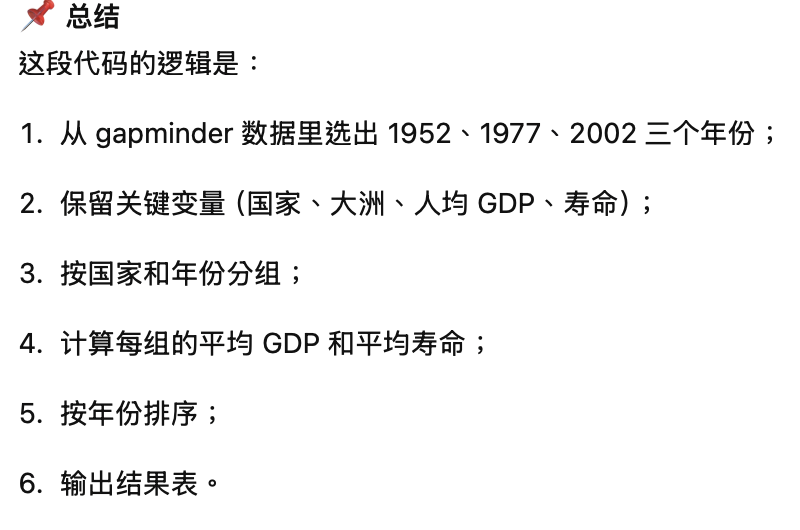 📌 总结
这段代码的逻辑是：
1. 从 gapminder 数据里选出 1952、1977、2002 三个年份；
2. 保留关键变量（国家、大洲、人均 GDP、寿命）；
3. 按国家和年份分组；
4. 计算每组的平均 GDP 和平均寿命；
5. 按年份排序；
6. 输出结果表。